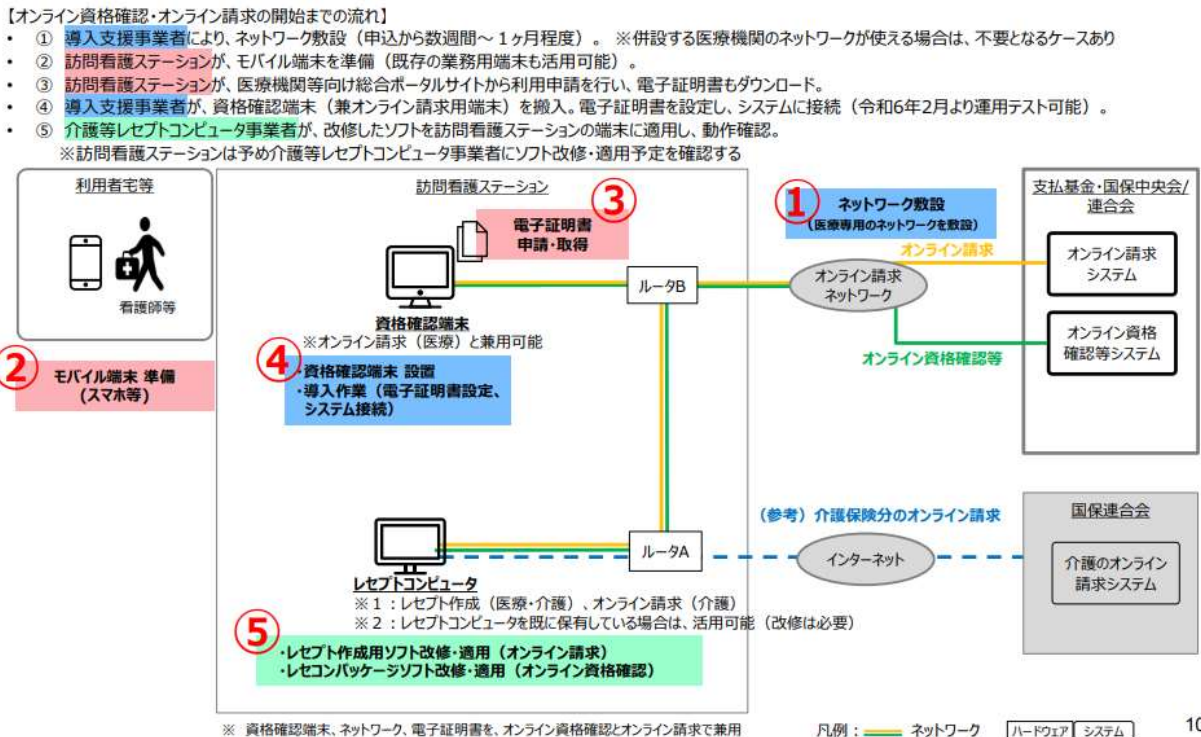 【オンライン資格確認・オンライン請求の開始までの流れ】
• ① 導入支援事業者により、ネットワーク敷設（申込から数週間～１ヶ月程度）。 ※併設する医療機関のネットワークが使える場合は、不要となるケースあり
• ② 訪問看護ステーションが、モバイル端末を準備（既存の業務用端末も活用可能）。
• ③ 訪問看護ステーションが、医療機関等向け総合ポータルサイトから利用申請を行い、電子証明書もダウンロード。
• ④ 導入支援事業者が、資格確認端末（兼オンライン請求用端末）を搬入。電子証明書を設定し、システムに接続（令和6年2月より運用テスト可能）。
• ⑤ 介護等レセプトコンピュータ事業者が、改修したソフトを訪問看護ステーションの端末に適用し、動作確認。
※訪問看護ステーションは予め介護等レセプトコンピュータ事業者にソフト改修・適用予定を確認する
利用者宅等
看護師等
②
モバイル端末 準備
(スマホ等)
訪問看護ステーション
③
電子証明書
申請・取得
資格確認端末
※オンライン請求（医療）と兼用可能
④
・資格確認端末 設置
・導入作業（電子証明書設定、
システム接続）
ルータB
①
ネットワーク敷設
（医療専用のネットワークを敷設）
オンライン請求
オンライン請求
ネットワーク
オンライン資格確認等
支払基金・国保中央会/
連合会
オンライン請求
システム
オンライン資格
確認等システム
ルータA
レセプトコンピュータ
※１：レセプト作成（医療・介護）、オンライン請求（介護）
※２：レセプトコンピュータを既に保有している場合は、活用可能（改修は必要）
⑤
・レセプト作成用ソフト改修・適用（オンライン請求）
・レセコンパッケージソフト改修・適用（オンライン資格確認）
（参考）介護保険分のオンライン請求
インターネット
国保連合会
介護のオンライン
請求システム
※ 資格確認端末、ネットワーク、電子証明書を、オンライン資格確認とオンライン請求で兼用
凡例： ネットワーク ハードウェア システム
10